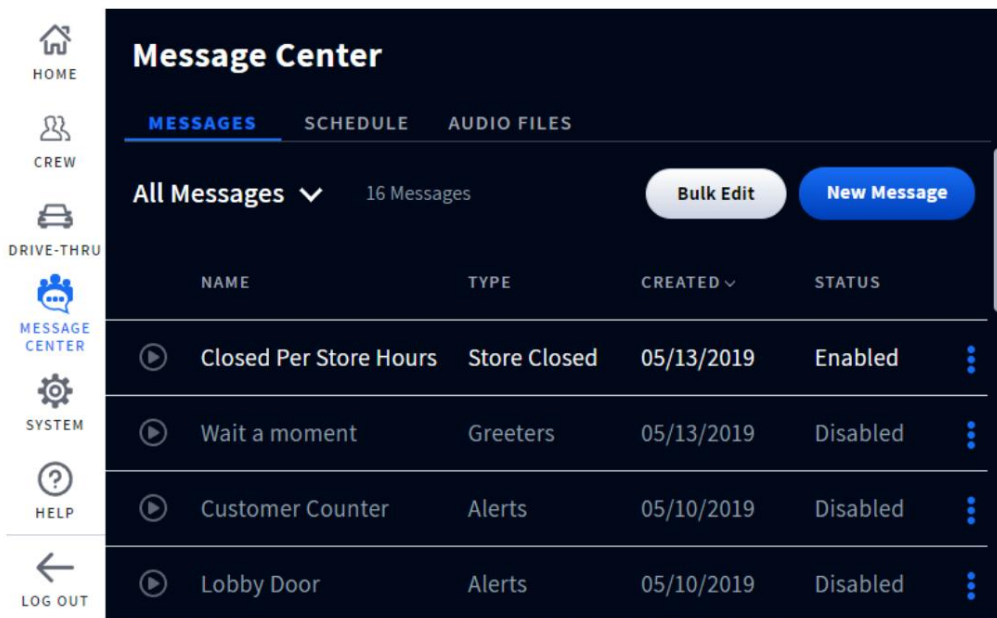 HOME
CREW
DRIVE-THRU
MESSAGE
CENTER
SYSTEM
HELP
LOG OUT
Message Center
MESSAGES SCHEDULE AUDIO FILES
All Messages 16 Messages Bulk Edit New Message
NAME TYPE CREATED STATUS
Closed Per Store Hours Store Closed 05/13/2019 Enabled
Wait a moment Greeters 05/13/2019 Disabled
Customer Counter Alerts 05/10/2019 Disabled
Lobby Door Alerts 05/10/2019 Disabled